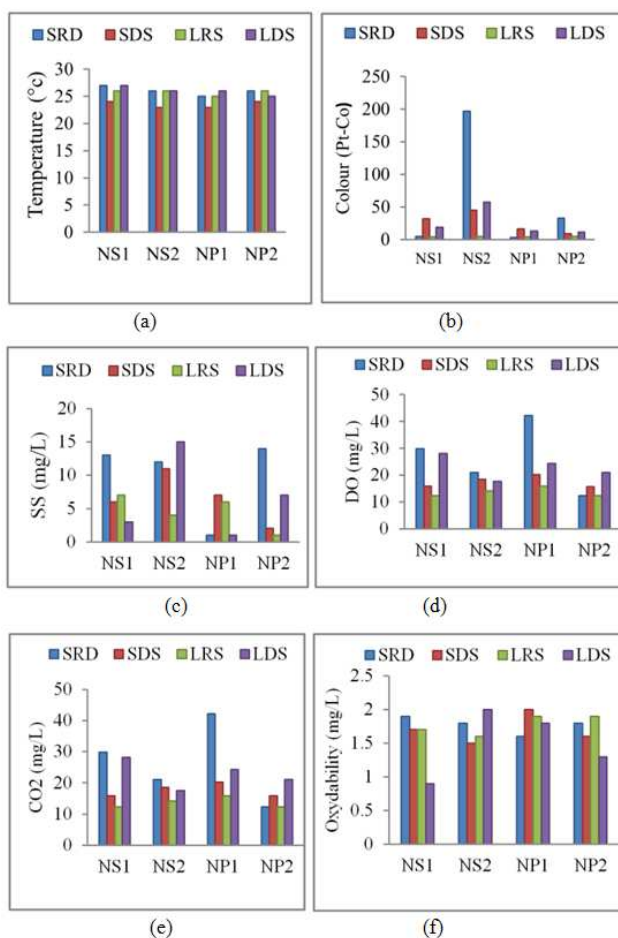 SRD SDS LRS LDS
Temperature (°c)
30
25
20
15
10
5
0
NS1 NS2 NP1 NP2
(a)
SRD SDS LRS LDS
Colour (Pt-Co)
250
200
150
100
50
0
NS1 NS2 NP1 NP2
(b)
SRD SDS LRS LDS
SS (mg/L)
20
15
10
5
0
NS1 NS2 NP1 NP2
(c)
SRD SDS LRS LDS
DO (mg/L)
50
40
30
20
10
0
NS1 NS2 NP1 NP2
(d)
SRD SDS LRS LDS
CO2 (mg/L)
50
40
30
20
10
0
NS1 NS2 NP1 NP2
(e)
SRD SDS LRS LDS
Oxydability (mg/L)
2.5
2
1.5
1
0.5
0
NS1 NS2 NP1 NP2
(f)